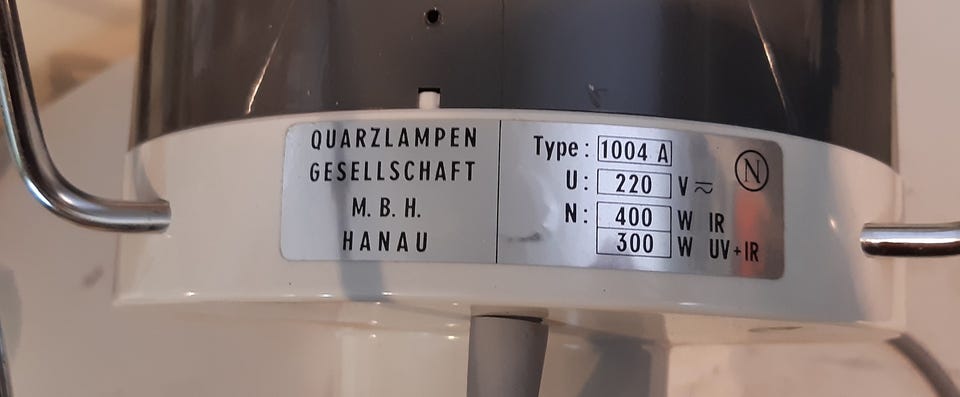 QUARZLAMPEN
GESELLSCHAFT
M. B. H.
HANAU
Type: 1004 A
U: 220 V ⎓
N: 400 W IR
300 W UV+IR
N